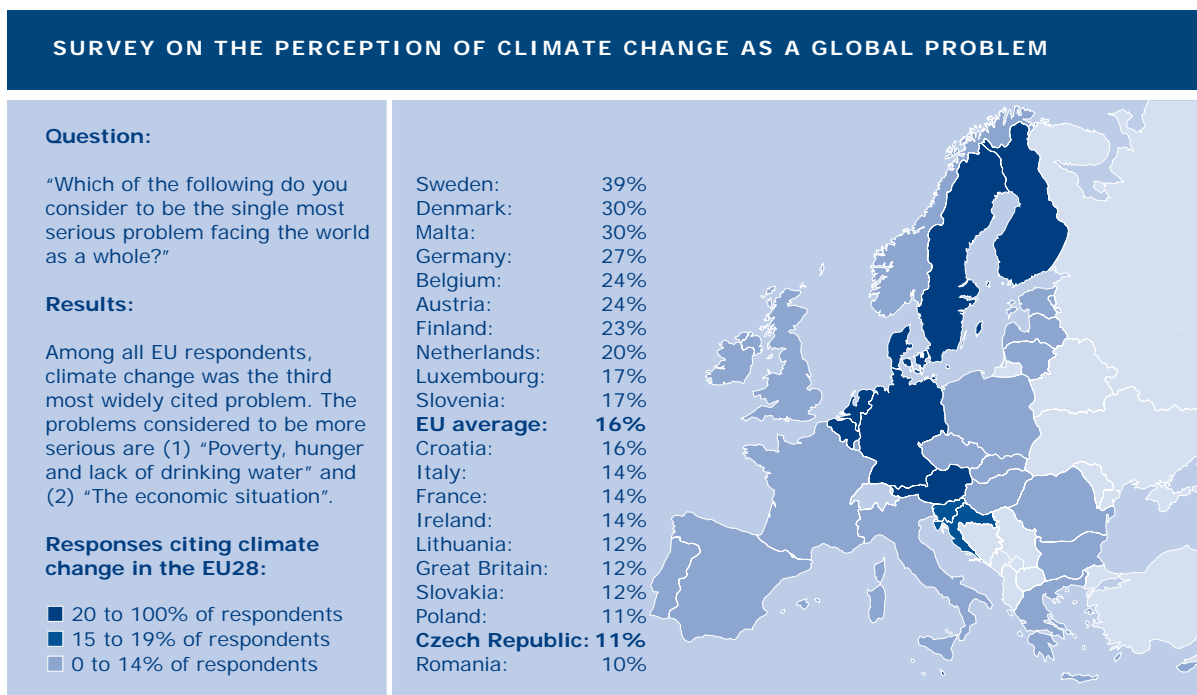 SURVEY ON THE PERCEPTION OF CLIMATE CHANGE AS A GLOBAL PROBLEM
Question:
“Which of the following do you
consider to be the single most
serious problem facing the world
as a whole?”
Results:
Among all EU respondents,
climate change was the third
most widely cited problem. The
problems considered to be more
serious are (1) “Poverty, hunger
and lack of drinking water” and
(2) “The economic situation”.
Responses citing climate
change in the EU28:
20 to 100% of respondents
15 to 19% of respondents
0 to 14% of respondents
Sweden: 39%
Denmark: 30%
Malta: 30%
Germany: 27%
Belgium: 24%
Austria: 24%
Finland: 23%
Netherlands: 20%
Luxembourg: 17%
Slovenia: 17%
EU average: 16%
Croatia: 16%
Italy: 14%
France: 14%
Ireland: 14%
Lithuania: 12%
Great Britain: 12%
Slovakia: 12%
Poland: 11%
Czech Republic: 11%
Romania: 10%